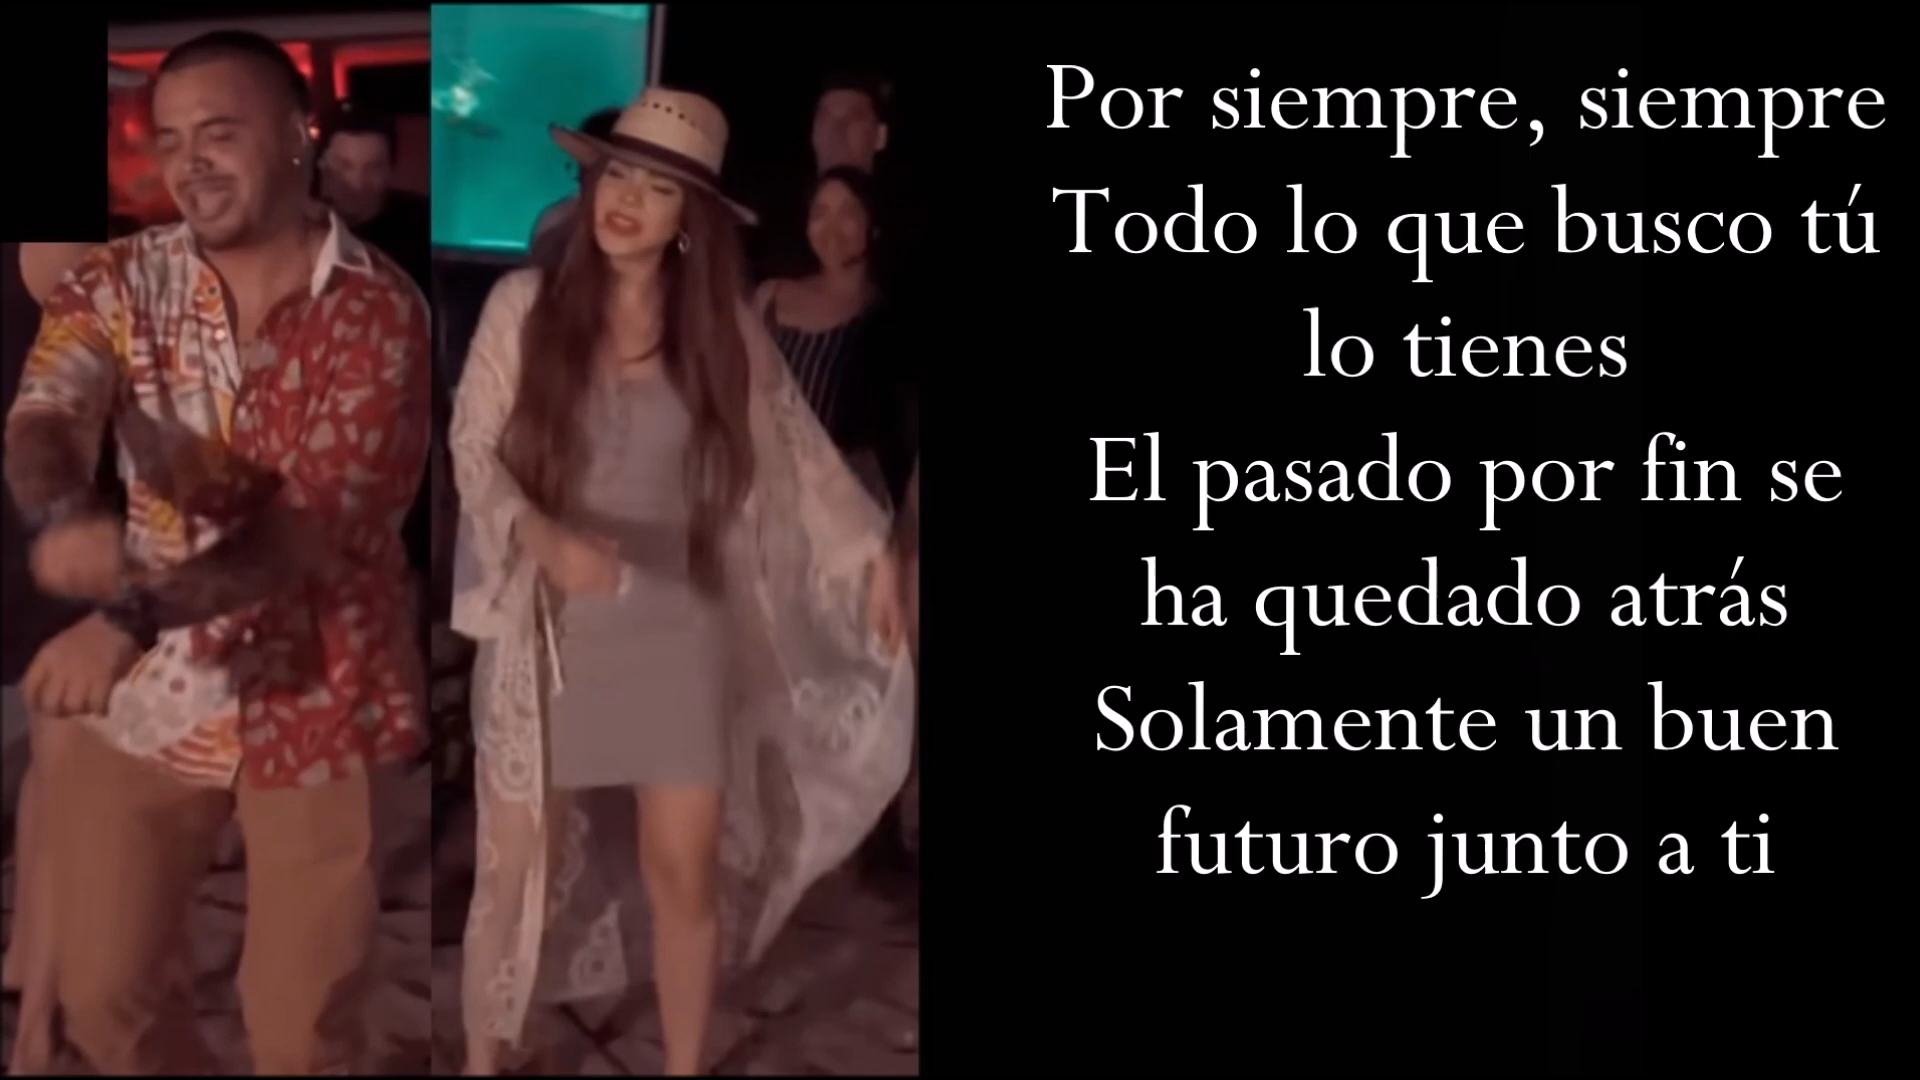 Por siempre, siempre
Todo lo que busco tú
lo tienes
El pasado por fin se
ha quedado atrás
Solamente un buen
futuro junto a ti